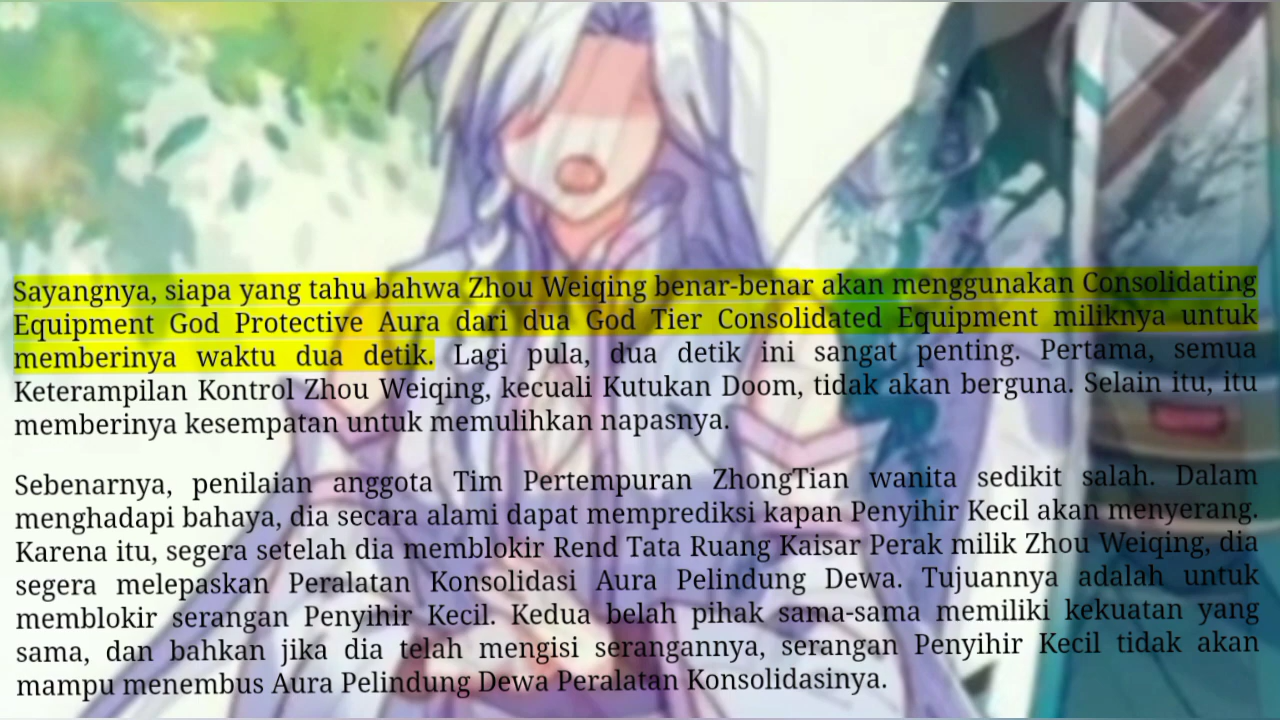 Sayangnya, siapa yang tahu bahwa Zhou Weiqing benar-benar akan menggunakan Consolidating
Equipment God Protective Aura dari dua God Tier Consolidated Equipment miliknya untuk
memberinya waktu dua detik. Lagi pula, dua detik ini sangat penting. Pertama, semua
Keterampilan Kontrol Zhou Weiqing, kecuali Kutukan Doom, tidak akan berguna. Selain itu, itu
memberinya kesempatan untuk memulihkan napasnya.
Sebenarnya, penilaian anggota Tim Pertempuran ZhongTian wanita sedikit salah. Dalam
menghadapi bahaya, dia secara alami dapat memprediksi kapan Penyihir Kecil akan menyerang.
Karena itu, segera setelah dia memblokir Rend Tata Ruang Kaisar Perak milik Zhou Weiqing, dia
segera melepaskan Peralatan Konsolidasi Aura Pelindung Dewa. Tujuannya adalah untuk
memblokir serangan Penyihir Kecil. Kedua belah pihak sama-sama memiliki kekuatan yang
sama, dan bahkan jika dia telah mengisi serangannya, serangan Penyihir Kecil tidak akan
mampu menembus Aura Pelindung Dewa Peralatan Konsolidasinya.